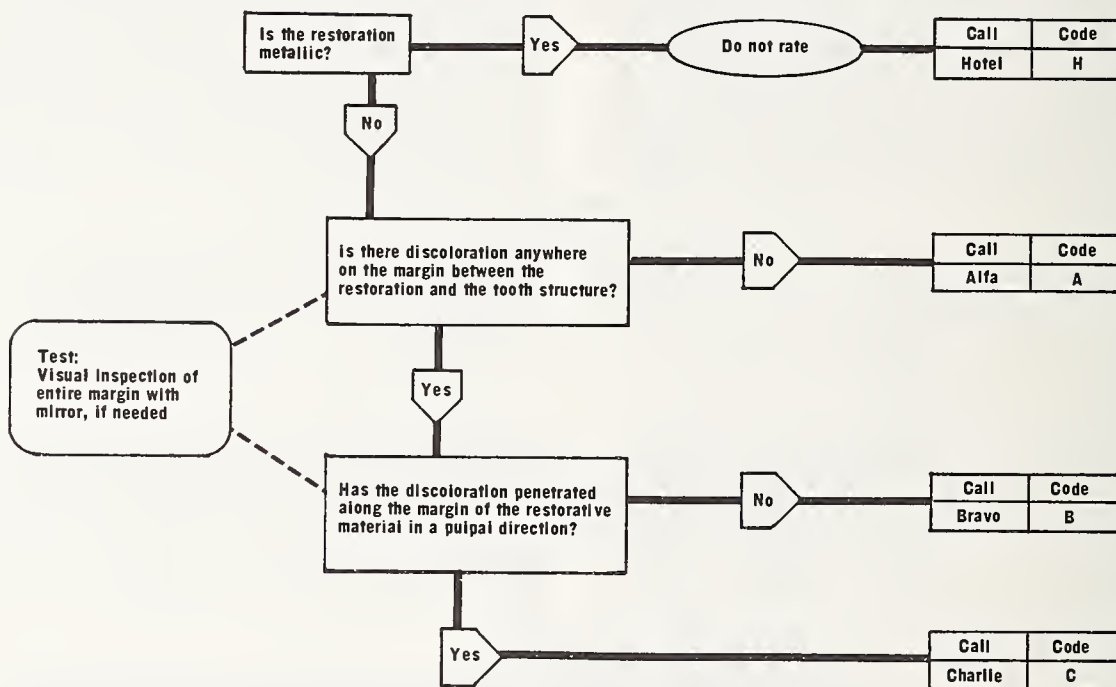 Is the restoration
metallic?
Yes
Do not rate
Call Code
Hotel H
No
Is there discoloration anywhere
on the margin between the
restoration and the tooth structure?
No
Call Code
Alfa A
Test:
Visual Inspection of
entire margin with
mirror, if needed
Yes
Has the discoloration penetrated
along the margin of the restorative
material in a pulpal direction?
No
Call Code
Bravo B
Yes
Call Code
Charlie C